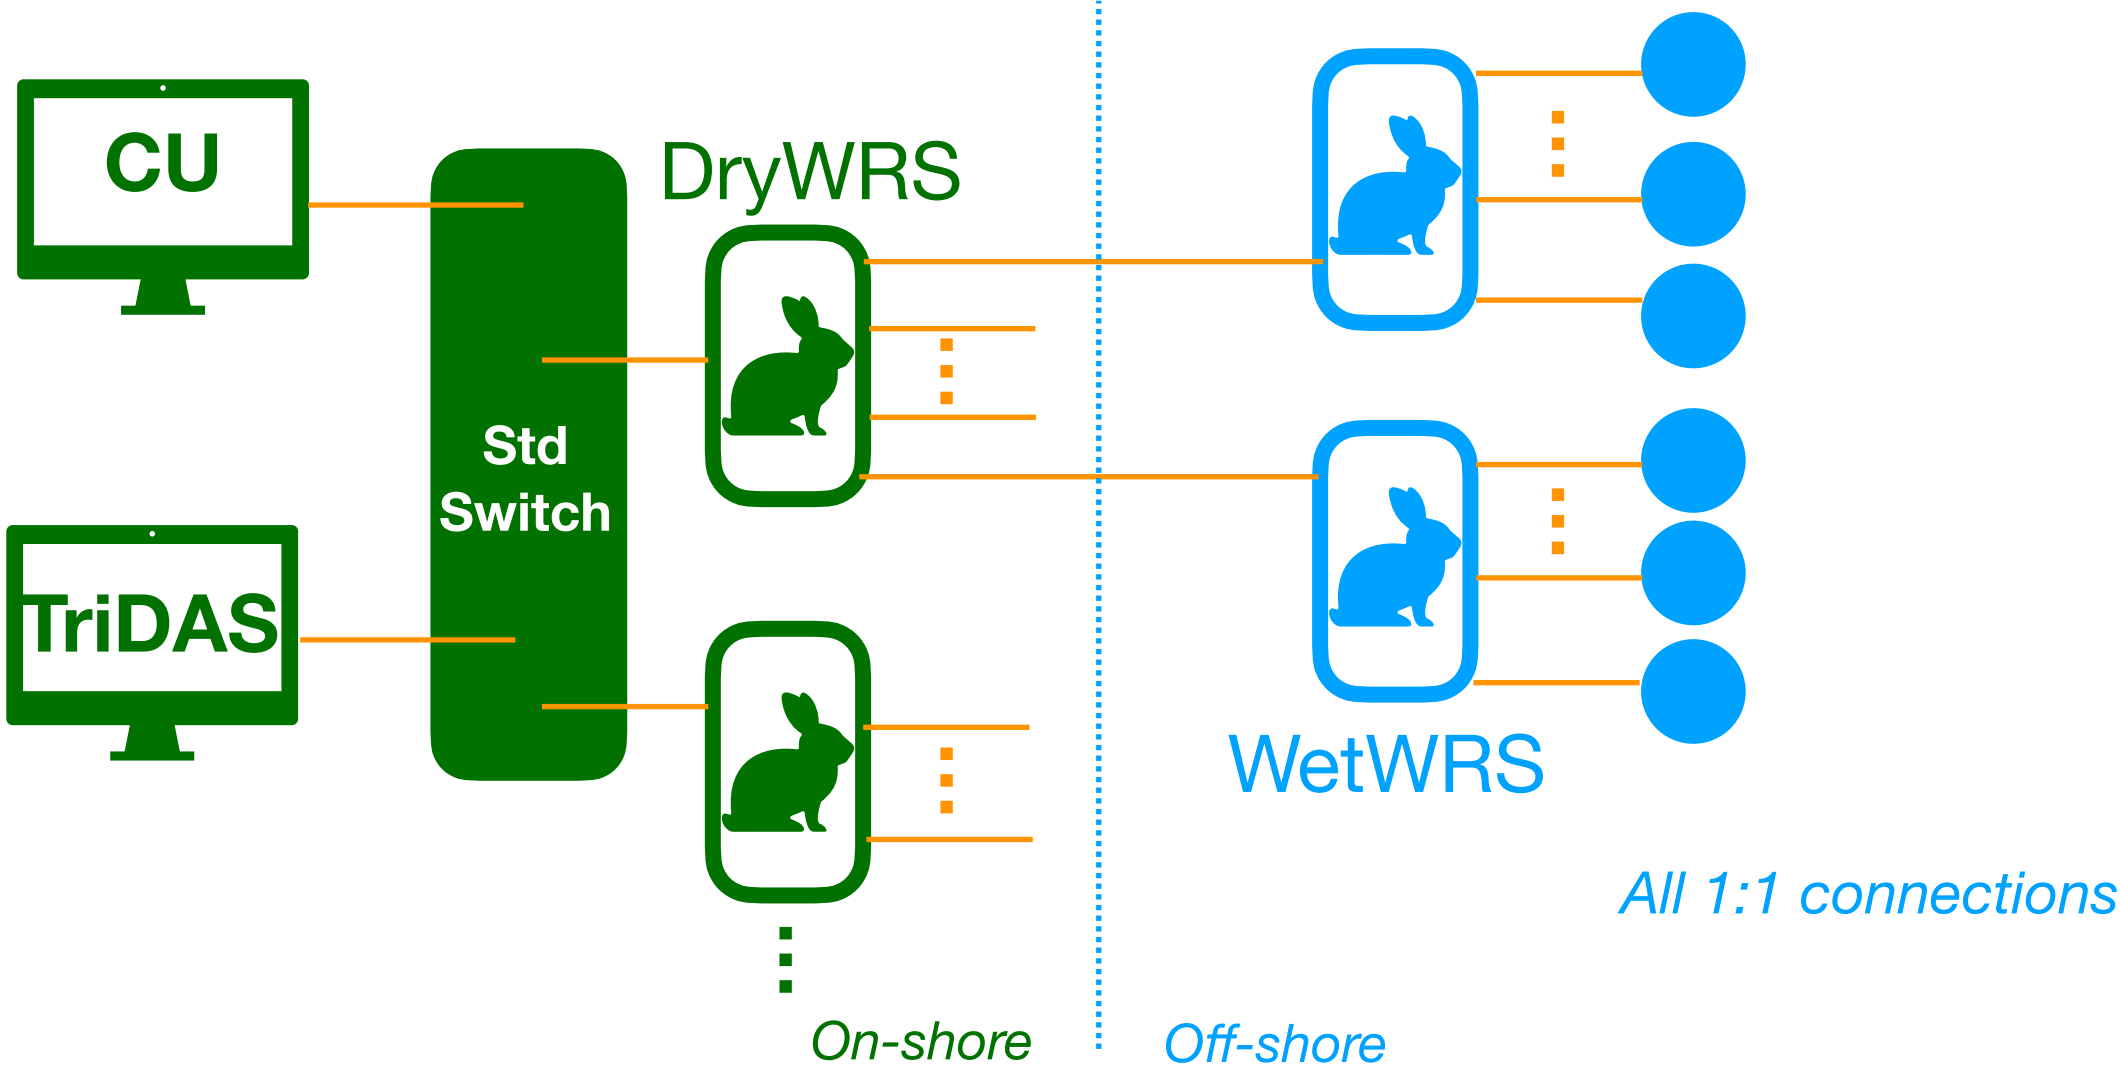 CU
DryWRS
Std
Switch
TriDAS
WetWRS
All 1:1 connections
On-shore
Off-shore